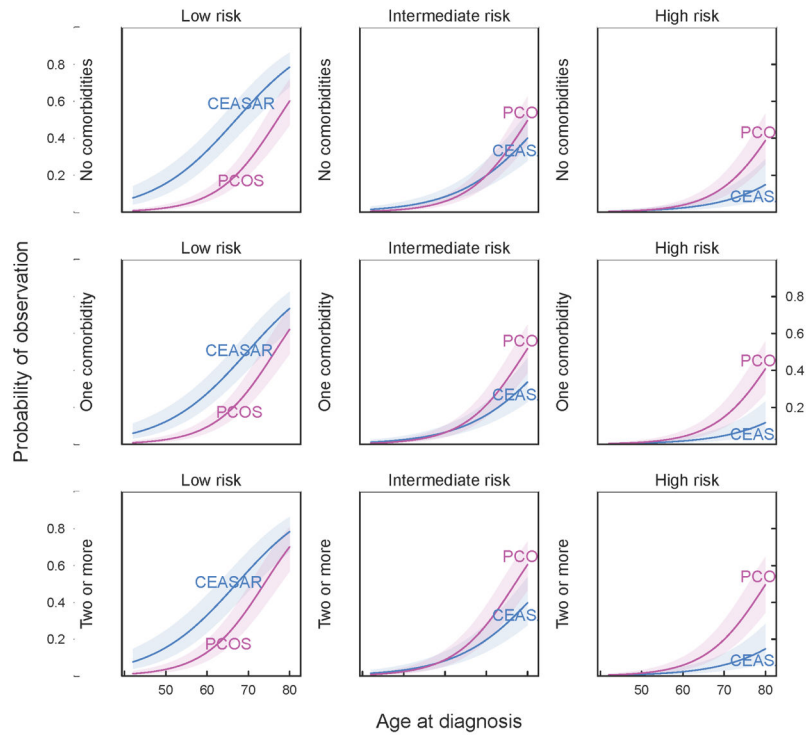 Low risk
Intermediate risk
High risk
No comorbidities
0.8
0.6
0.4
0.2
CEASAR
PCOS
No comorbidities
PCO
CEAS.
No comorbidities
PCO
CEAS.
Probability of observation
Low risk
Intermediate risk
High risk
One comorbidity
CEASAR
PCOS
One comorbidity
PCO
CEAS.
One comorbidity
PCO
CEAS.
0.8
0.6
0.4
0.2
Low risk
Intermediate risk
High risk
Two or more
0.8
0.6
0.4
0.2
CEASAR
PCOS
Two or more
PCO
CEAS.
Two or more
PCO
CEAS.
50 60 70 80
50 60 70 80
Age at diagnosis